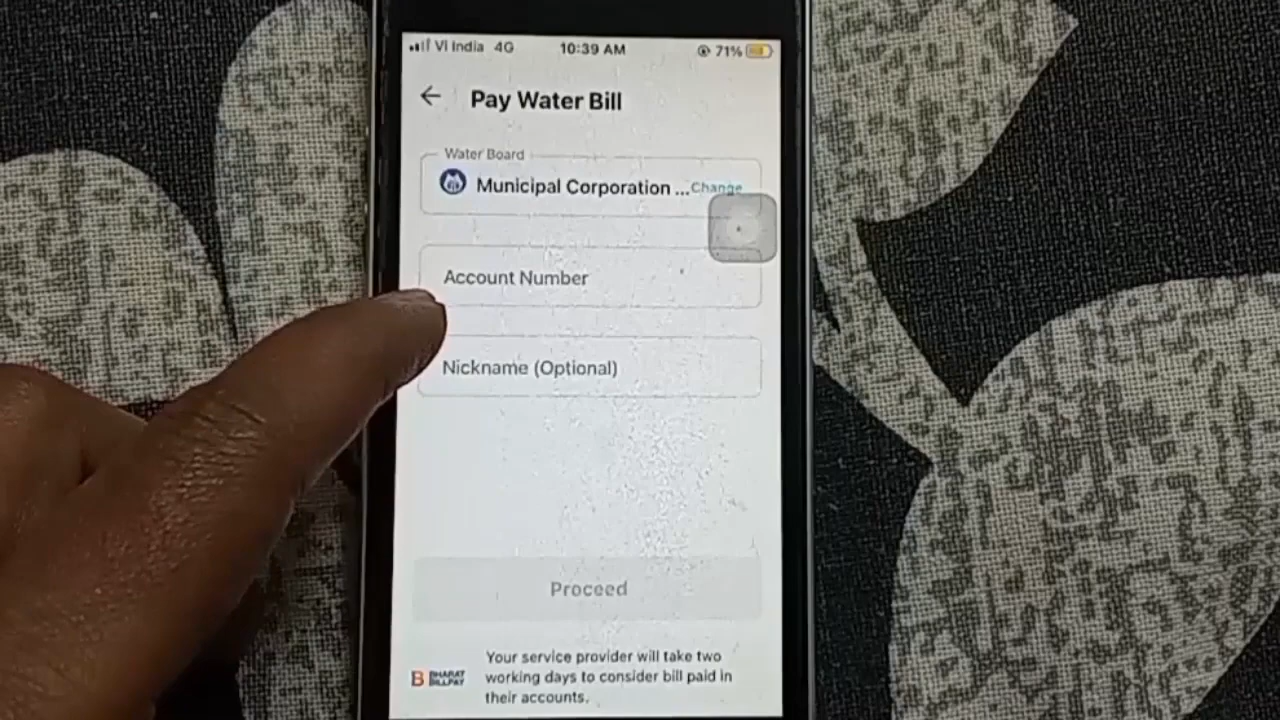 Vi India 4G 10:39 AM 71%
Pay Water Bill
Water Board
Municipal Corporation ... Change
Account Number
Nickname (Optional)
Proceed
B BHARAT BILLPAY
Your service provider will take two
working days to consider bill paid in
their accounts.